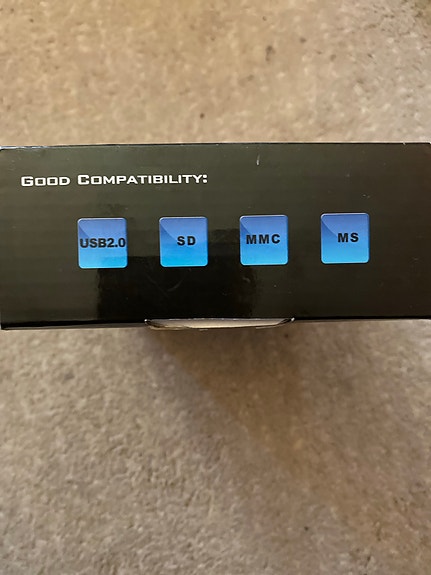 GOOD COMPATIBILITY:
USB2.0 SD MMC MS